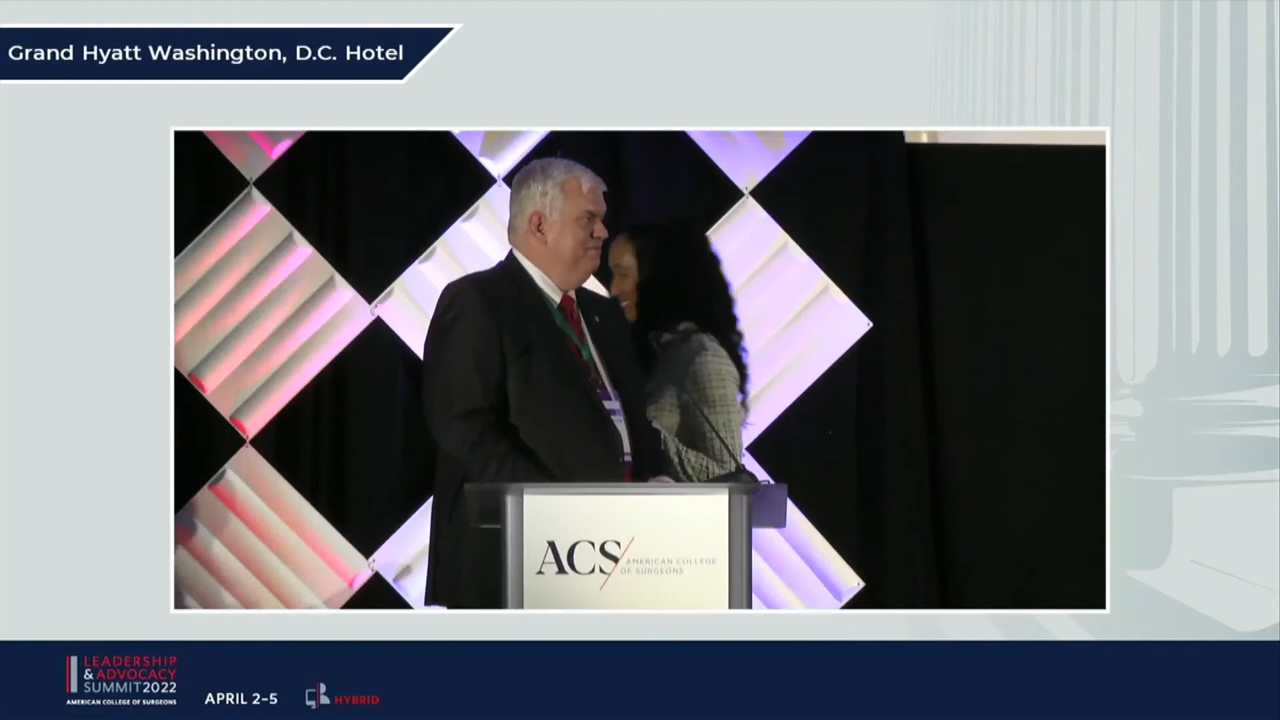 Grand Hyatt Washington, D.C. Hotel
ACS
AMERICAN COLLEGE
OF SURGEONS
LEADERSHIP
& ADVOCACY
SUMMIT2022
AMERICAN COLLEGE OF SURGEONS
APRIL 2-5
HYBRID